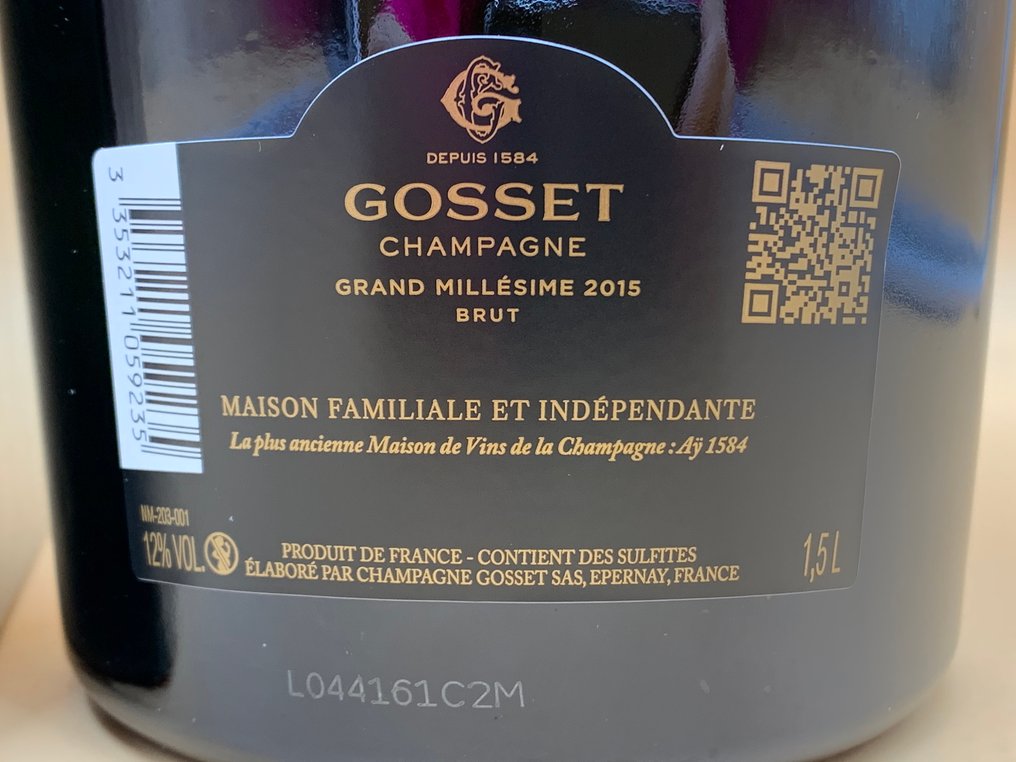 G
DEPUIS 1584
GOSSET
CHAMPAGNE
GRAND MILLÉSIME 2015
BRUT
3 353211 059235
MAISON FAMILIALE ET INDÉPENDANTE
La plus ancienne Maison de Vins de la Champagne : Aÿ 1584
NM-203-001
12% VOL.
PRODUIT DE FRANCE - CONTIENT DES SULFITES
ÉLABORÉ PAR CHAMPAGNE GOSSET SAS, EPERNAY, FRANCE
1,5 L
L044161C2M